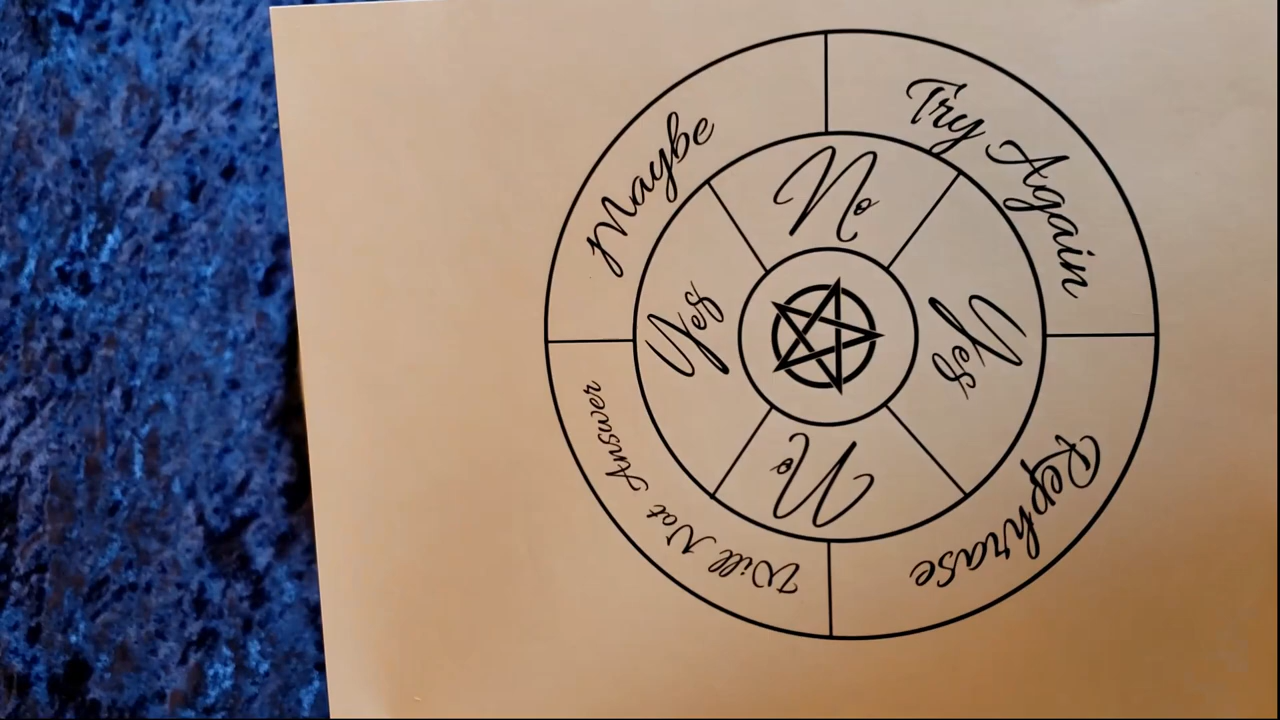 Maybe
Try Again
Rephrase
Will Not Answer
No
Yes
No
Yes